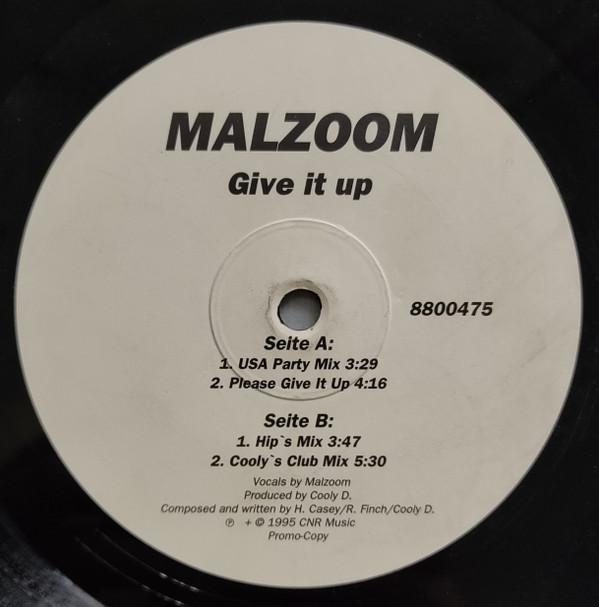 MALZOOM
Give it up
8800475
Seite A:
1. USA Party Mix 3:29
2. Please Give It Up 4:16
Seite B:
1. Hip`s Mix 3:47
2. Cooly`s Club Mix 5:30
Vocals by Malzoom
Produced by Cooly D.
Composed and written by H. Casey/R. Finch/Cooly D.
℗ + © 1995 CNR Music
Promo-Copy